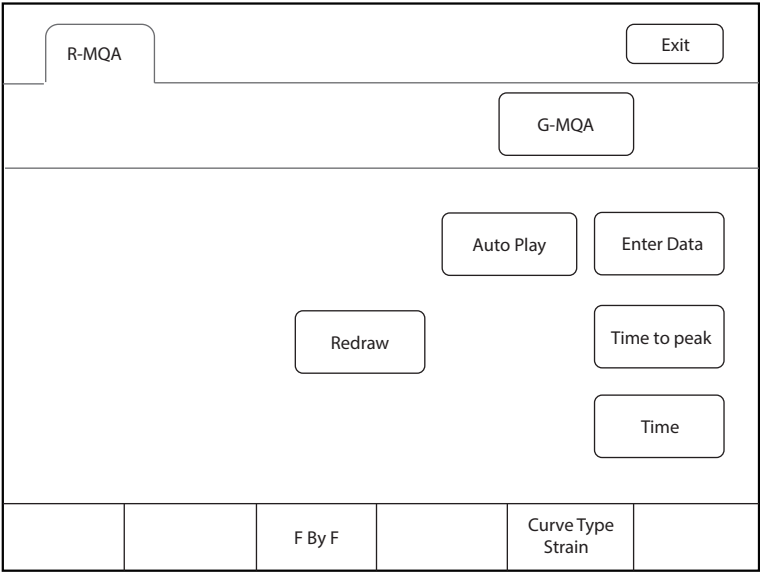 R-MQA
Exit
G-MQA
Auto Play
Enter Data
Redraw
Time to peak
Time
F By F
Curve Type
Strain